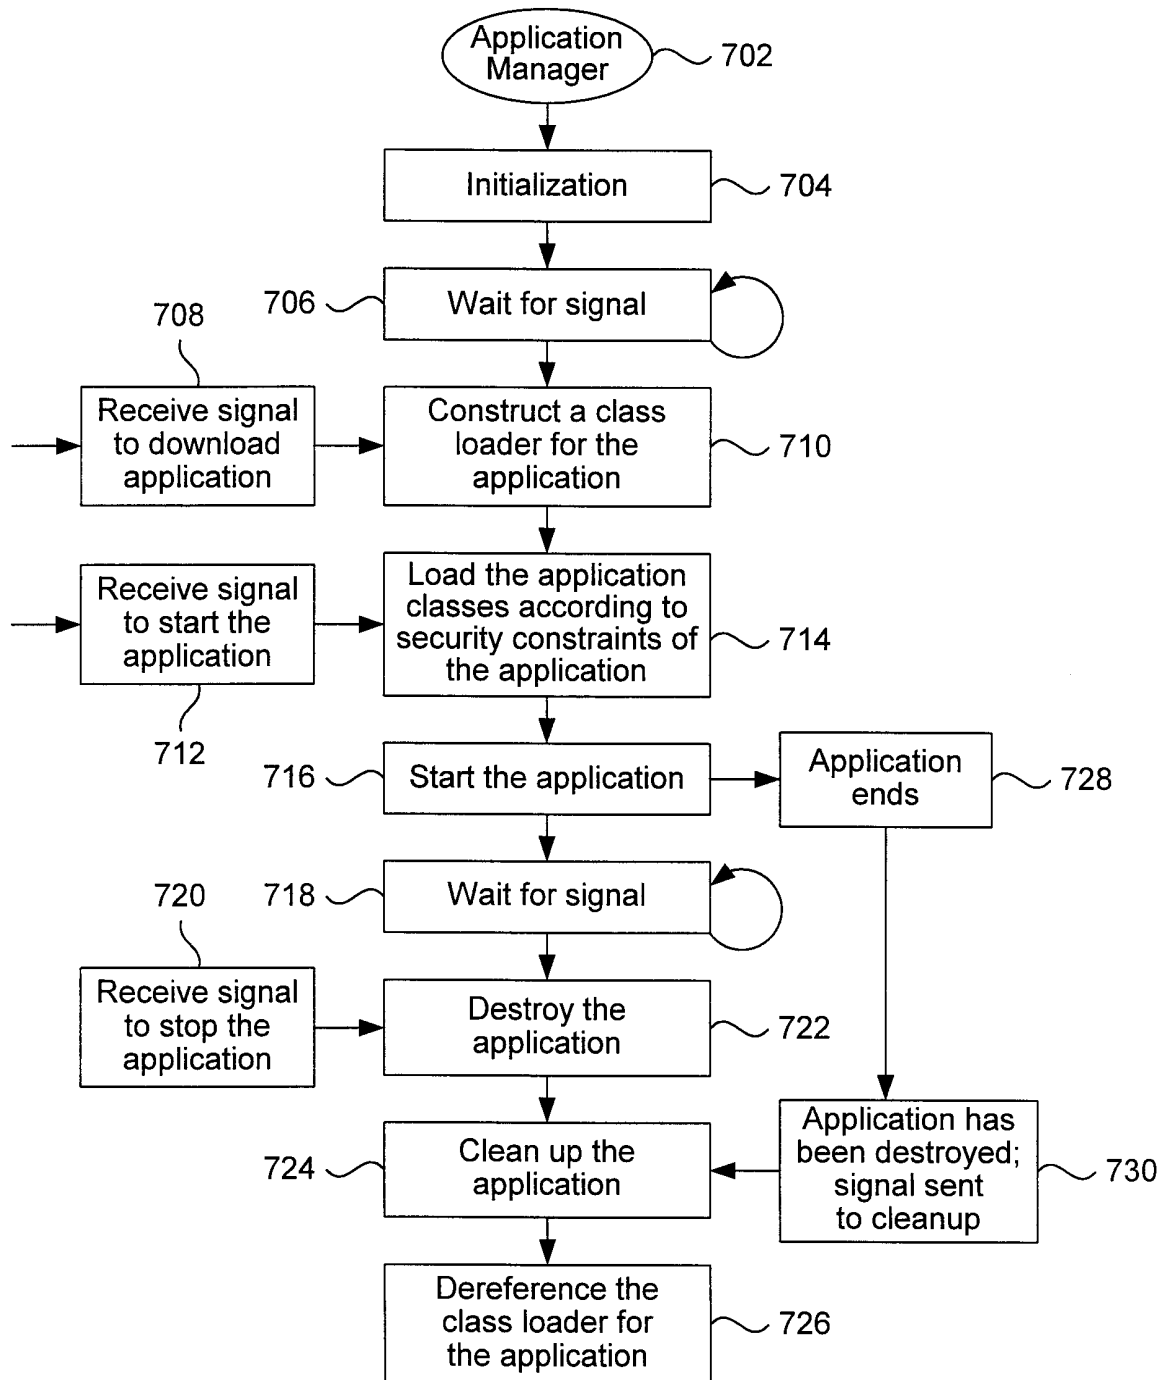 Application
Manager
702
Initialization
704
706
Wait for signal
708
Receive signal
to download
application
Construct a class
loader for the
application
710
Receive signal
to start the
application
712
Load the application
classes according to
security constraints of
the application
714
716
Start the application
Application
ends
728
718
Wait for signal
720
Receive signal
to stop the
application
Destroy the
application
722
724
Clean up the
application
Application has
been destroyed;
signal sent
to cleanup
730
Dereference the
class loader for
the application
726